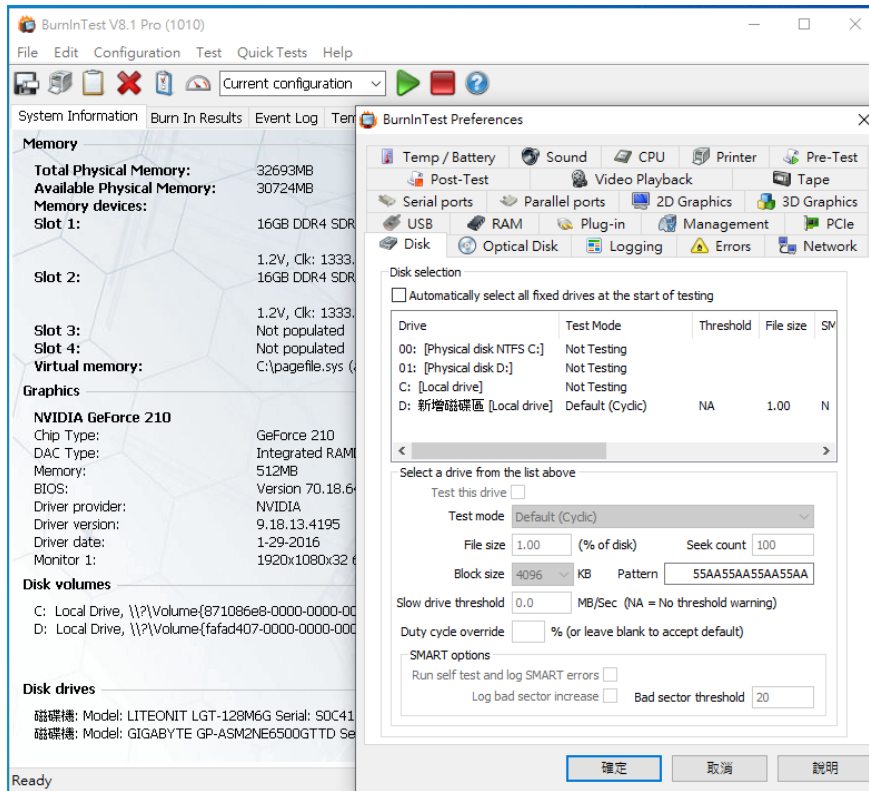 BurnInTest V8.1 Pro (1010)
File Edit Configuration Test Quick Tests Help
Current configuration
System Information Burn In Results Event Log
Memory
Total Physical Memory: 32693MB
Available Physical Memory: 30724MB
Memory devices:
Slot 1: 16GB DDR4 SDR
1.2V, Clk: 1333.
Slot 2: 16GB DDR4 SDR
1.2V, Clk: 1333.
Slot 3: Not populated
Slot 4: Not populated
Virtual memory: C:\pagefile.sys
Graphics
NVIDIA GeForce 210
Chip Type: GeForce 210
DAC Type: Integrated RAM
Memory: 512MB
BIOS: Version 70.18.6
Driver provider: NVIDIA
Driver version: 9.18.13.4195
Driver date: 1-29-2016
Monitor 1: 1920x1080x32
Disk volumes
C: Local Drive, \\?\Volume{871086e8-0000-0000-00
D: Local Drive, \\?\Volume{fafad407-0000-0000-000
Disk drives
磁碟機: Model: LITEONIT LGT-128M6G Serial: S0C41
磁碟機: Model: GIGABYTE GP-ASM2NE6500GTTD Se
Ready
BurnInTest Preferences
Temp / Battery Sound CPU Printer Pre-Test
Post-Test Video Playback Tape
Serial ports Parallel ports 2D Graphics 3D Graphics
USB RAM Plug-in Management PCIe
Disk Optical Disk Logging Errors Network
Disk selection
Automatically select all fixed drives at the start of testing
Drive Test Mode Threshold File size SM
00: [Physical disk NTFS C:] Not Testing
01: [Physical disk D:] Not Testing
C: [Local drive] Not Testing
D: 新增磁碟區 [Local drive] Default (Cyclic) NA 1.00 N
Select a drive from the list above
Test this drive
Test mode Default (Cyclic)
File size 1.00 (% of disk) Seek count 100
Block size 4096 KB Pattern 55AA55AA55AA55AA
Slow drive threshold 0.0 MB/Sec (NA = No threshold warning)
Duty cycle override % (or leave blank to accept default)
SMART options
Run self test and log SMART errors
Log bad sector increase Bad sector threshold 20
確定 取消 說明